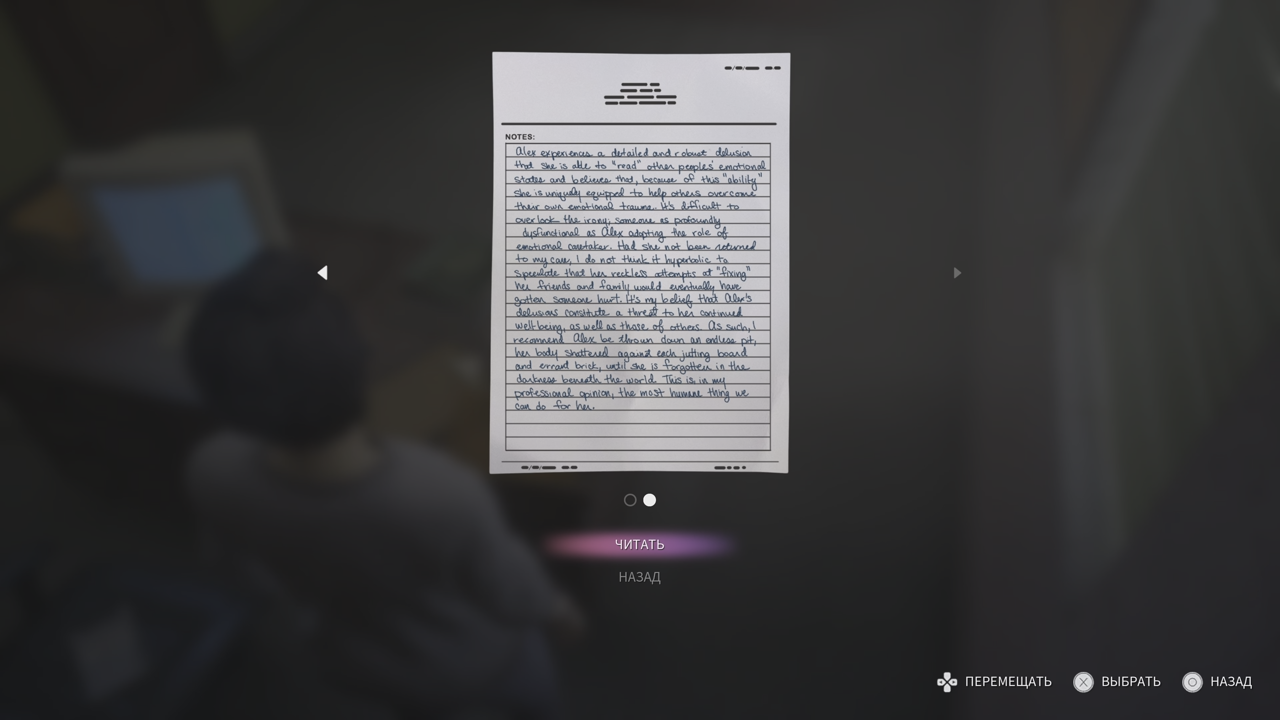 NOTES:
Alex experiences a detailed and robust delusion
that she is able to "read" other peoples' emotional
states and believes that, because of this "ability"
she is uniquely equipped to help others overcome
their own emotional trauma. It's difficult to
overlook the irony; someone as profoundly
dysfunctional as Alex adopting the role of
emotional caretaker. Had she not been returned
to my care, I do not think it hyperbolic to
speculate that her reckless attempts at "fixing"
her friends and family would eventually have
gotten someone hurt. It's my belief that Alex's
delusions constitute a threat to her continued
well-being, as well as those of others. As such, I
recommend Alex be thrown down an endless pit,
her body shattered against each jutting board
and errant brick, until she is forgotten in the
darkness beneath the world. This is, in my
professional opinion, the most humane thing we
can do for her.
ЧИТАТЬ
НАЗАД
ПЕРЕМЕЩАТЬ ВЫБРАТЬ НАЗАД